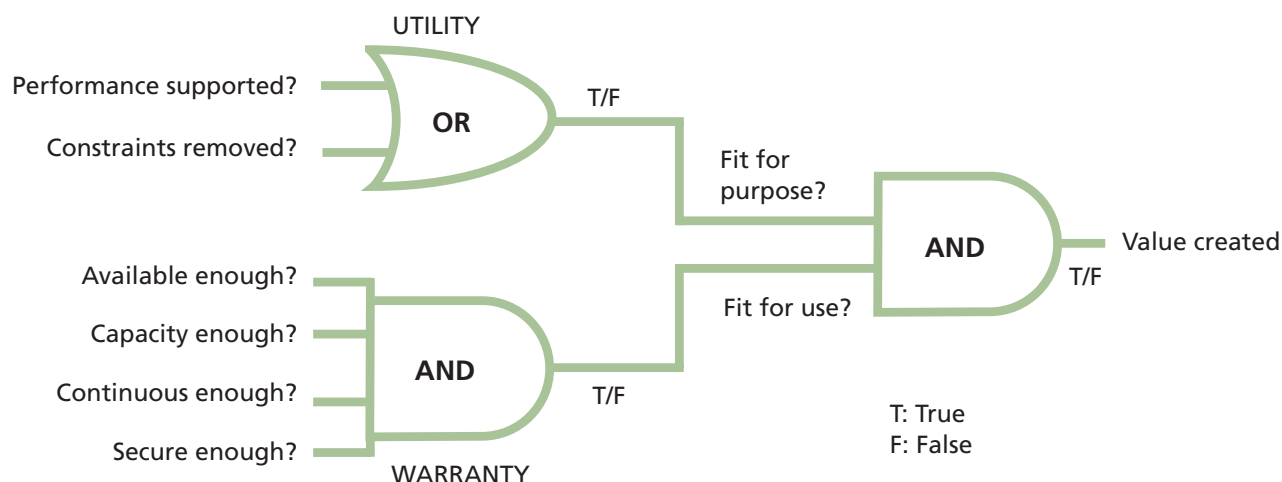 UTILITY
Performance supported?
Constraints removed?
OR
T/F
Fit for
purpose?
AND
Value created
T/F
Available enough?
Capacity enough?
Continuous enough?
Secure enough?
AND
T/F
Fit for use?
WARRANTY
T: True
F: False